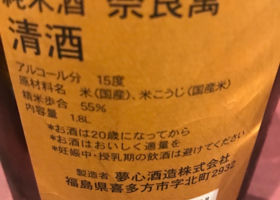 純米酒 奈良萬
清酒
アルコール分 15度
原材料名 米(国産)、米こうじ(国産米)
精米歩合 55%
内容量 1.8L
*お酒は20歳になってから
*お酒はおいしく適量を
*妊娠中・授乳期の飲酒は避けてください
製造者 夢心酒造株式会社
福島県喜多方市字北町2932